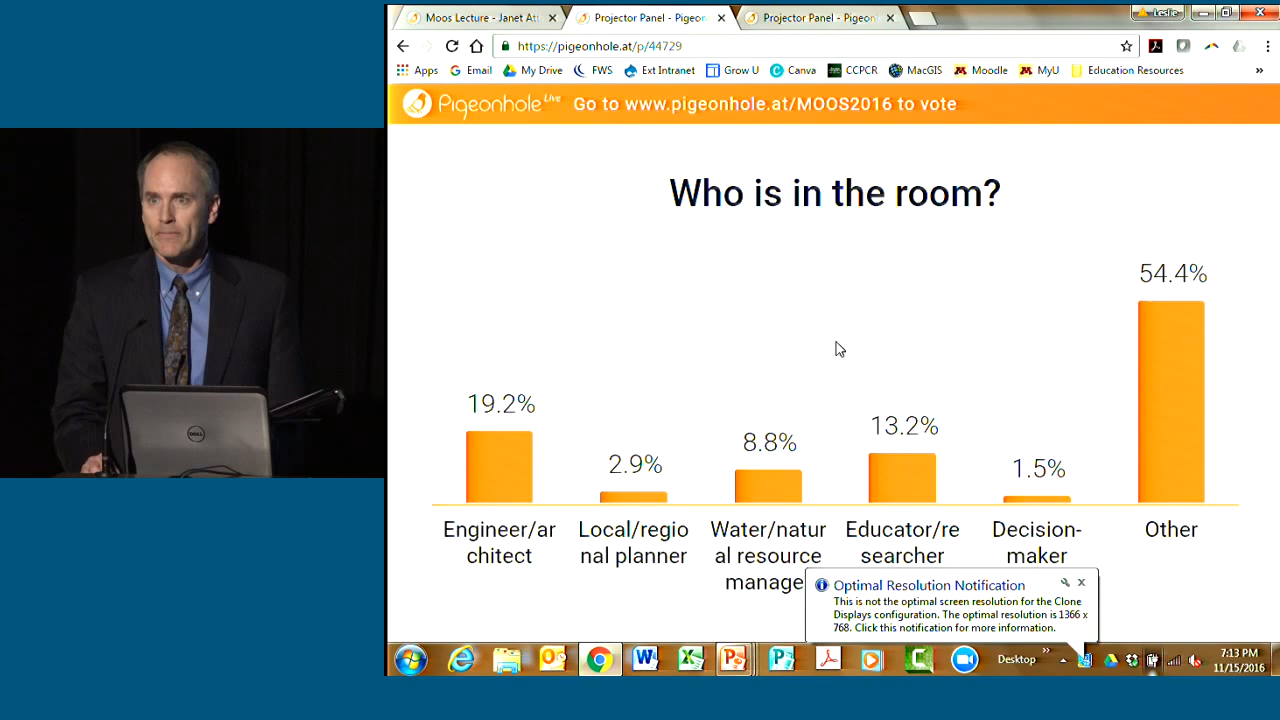 Moos Lecture - Janet Att
Projector Panel - Pigeon
Projector Panel - Pigeon
Leslie
https://pigeonhole.at/p/44729
Apps
Email
My Drive
FWS
Ext Intranet
Grow U
Canva
CCPCR
MacGIS
Moodle
MyU
Education Resources
»
Pigeonhole Live
Go to www.pigeonhole.at/MOOS2016 to vote
Who is in the room?
19.2%
2.9%
8.8%
13.2%
1.5%
54.4%
Engineer/ar
chitect
Local/regio
nal planner
Water/natur
al resource
manage
Educator/re
searcher
Decision-
maker
Other
Optimal Resolution Notification
This is not the optimal screen resolution for the Clone
Displays configuration. The optimal resolution is 1366 x
768. Click this notification for more information.
DELL
Desktop
»
7:13 PM
11/15/2016